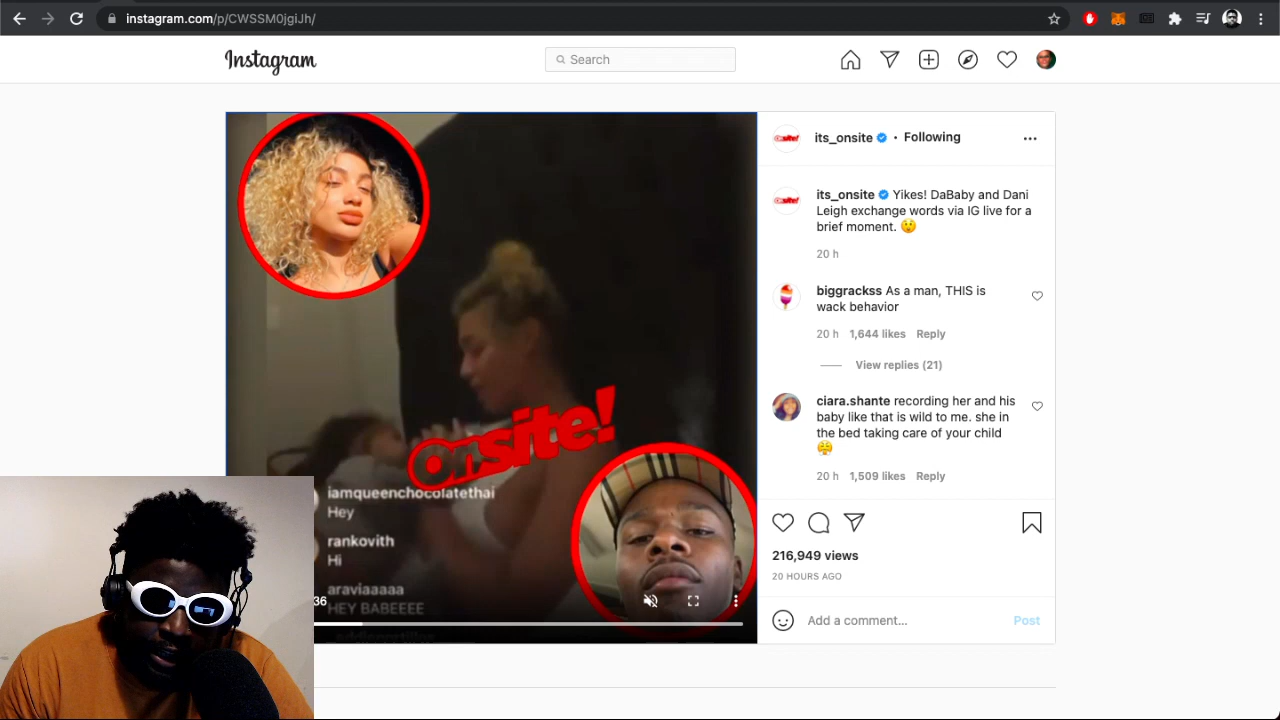 instagram.com/p/CWSSM0jgiJh/
Instagram
Search
Onsite!
its_onsite • Following
Onsite!
its_onsite Yikes! DaBaby and Dani
Leigh exchange words via IG live for a
brief moment. 😲
20 h
biggrackss As a man, THIS is
wack behavior
20 h 1,644 likes Reply
View replies (21)
ciara.shante recording her and his
baby like that is wild to me. she in
the bed taking care of your child
😤
20 h 1,509 likes Reply
Onsite!
iamqueenchocolatethai
Hey
rankovith
Hi
araviaaaaa
HEY BABEEEE
36
216,949 views
20 HOURS AGO
Add a comment... Post